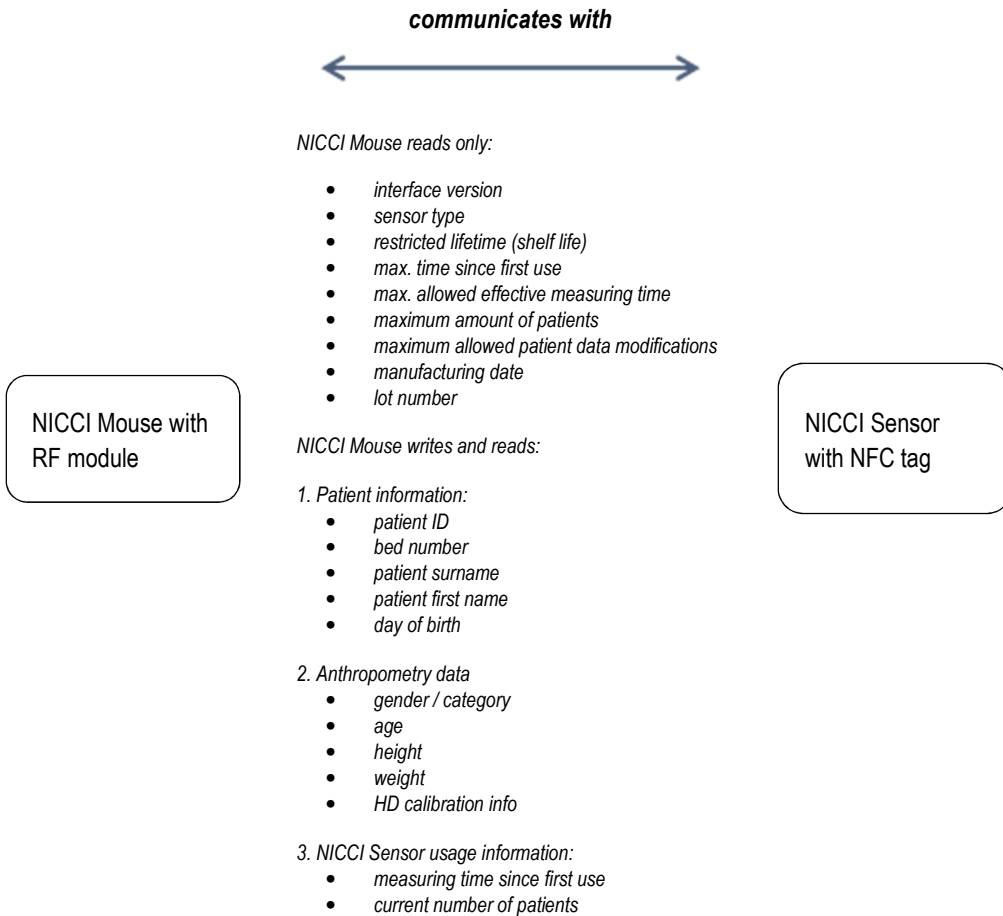 communicates with
NICCI Mouse reads only:
• interface version
• sensor type
• restricted lifetime (shelf life)
• max. time since first use
• max. allowed effective measuring time
• maximum amount of patients
• maximum allowed patient data modifications
• manufacturing date
• lot number
NICCI Mouse with
RF module
NICCI Sensor
with NFC tag
NICCI Mouse writes and reads:
1. Patient information:
• patient ID
• bed number
• patient surname
• patient first name
• day of birth
2. Anthropometry data
• gender / category
• age
• height
• weight
• HD calibration info
3. NICCI Sensor usage information:
• measuring time since first use
• current number of patients